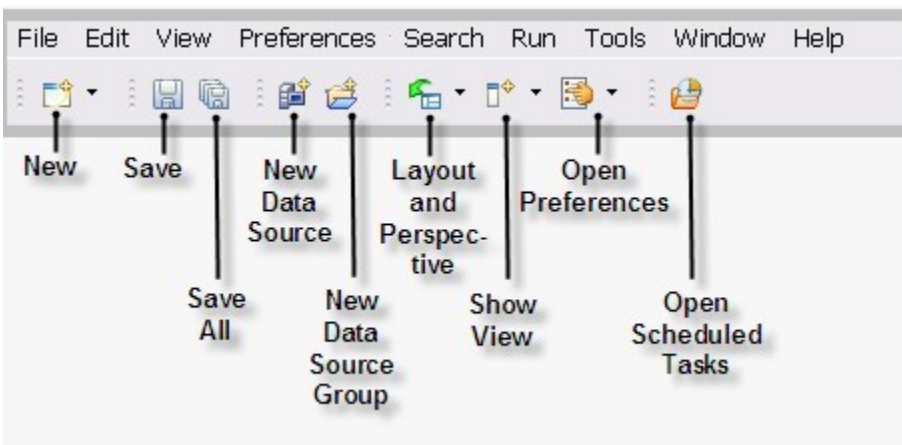 File Edit View Preferences Search Run Tools Window Help
New
Save
Save
All
New
Data
Source
New
Data
Source
Group
Layout
and
Perspec-
tive
Show
View
Open
Preferences
Open
Scheduled
Tasks